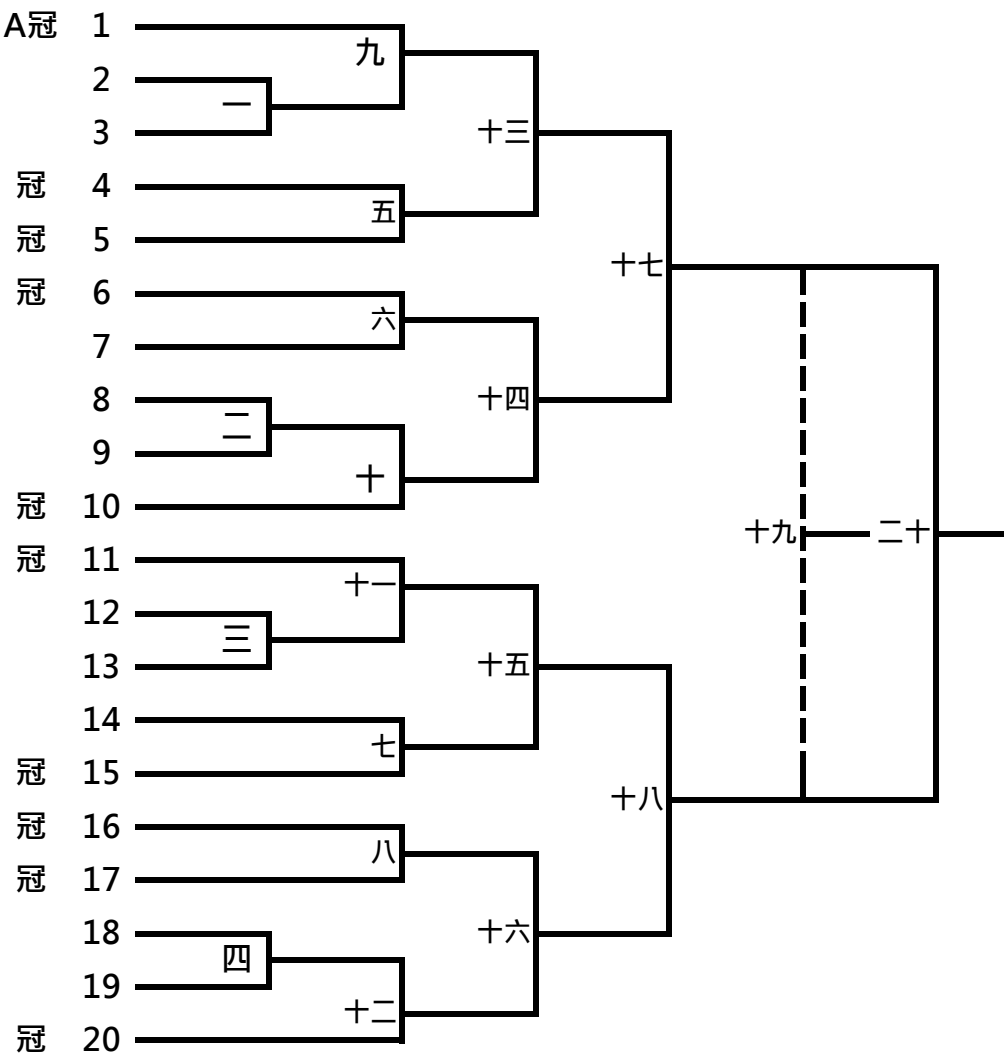 A冠 1
九
2
一
3
十三
冠 4
五
冠 5
十七
冠 6
六
7
8
十四
二
9
十
冠 10
十九 二十
冠 11
十一
12
三
13
十五
14
七
冠 15
十八
冠 16
八
冠 17
18
十六
四
19
十二
冠 20